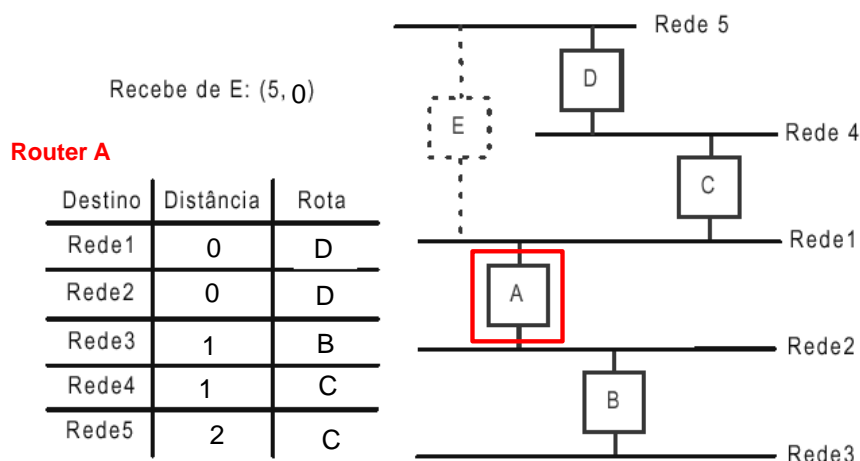 Rede 5
D
Recebe de E: (5, 0)
E
Rede 4
Router A
C
Destino Distância Rota
Rede1 0 D
Rede1
Rede2 0 D
A
Rede3 1 B
Rede2
Rede4 1 C
B
Rede5 2 C
Rede3